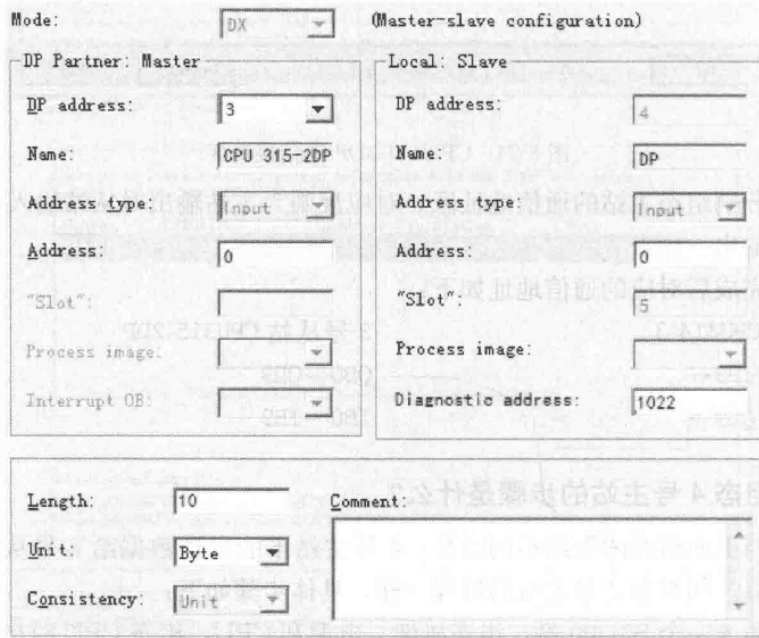 Mode: DX (Master-slave configuration)
DP Partner: Master
DP address: 3
Name: CPU 315-2DP
Address type: Input
Address: 0
"Slot":
Process image:
Interrupt OB:
Local: Slave
DP address: 4
Name: DP
Address type: Input
Address: 0
"Slot": 5
Process image:
Diagnostic address: 1022
Length: 10
Unit: Byte
Consistency: Unit
Comment: